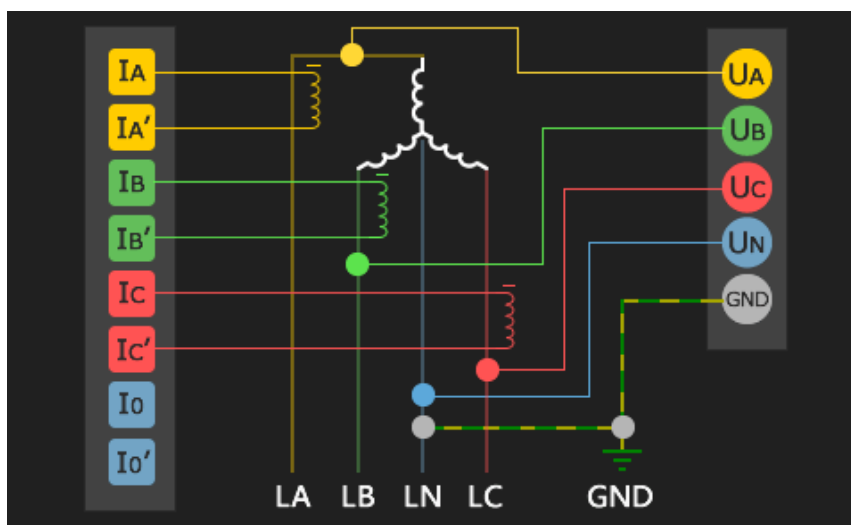 IA
IA′
IB
IB′
IC
IC′
I0
I0′
UA
UB
UC
UN
GND
LA LB LN LC GND